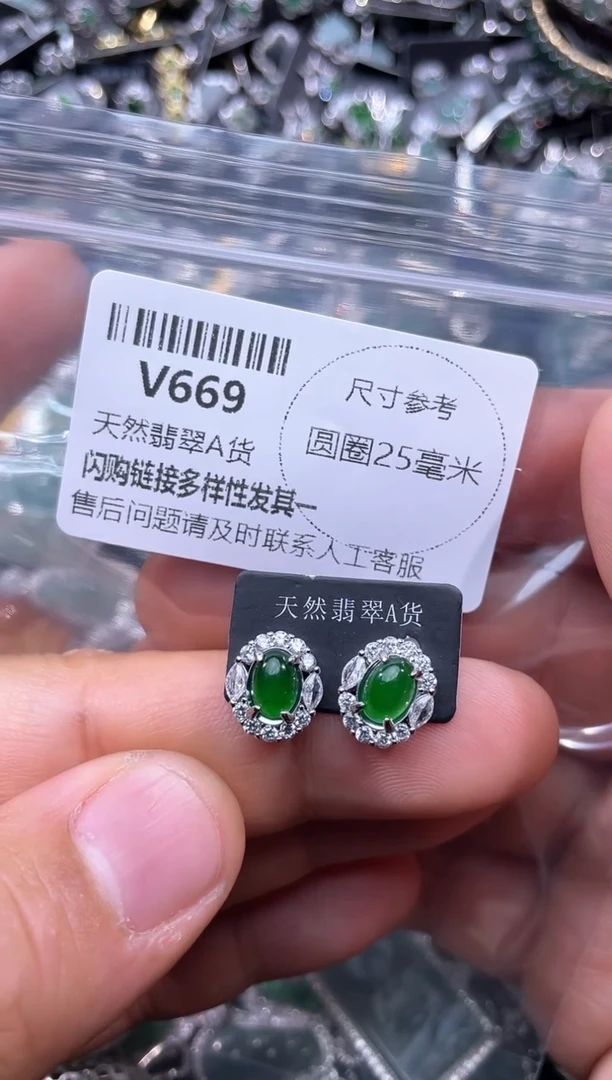 V669
天然翡翠A货
闪购链接多样性发其一
售后问题请及时联系人工客服
尺寸参考
圆圈25毫米
天然翡翠A货